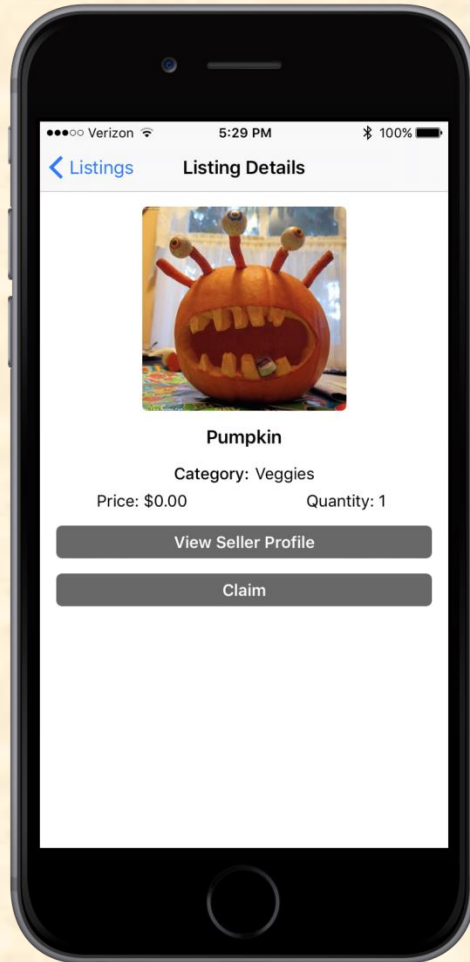 Verizon 5:29 PM 100%
Listings Listing Details
Pumpkin
Category: Veggies
Price: $0.00 Quantity: 1
View Seller Profile
Claim